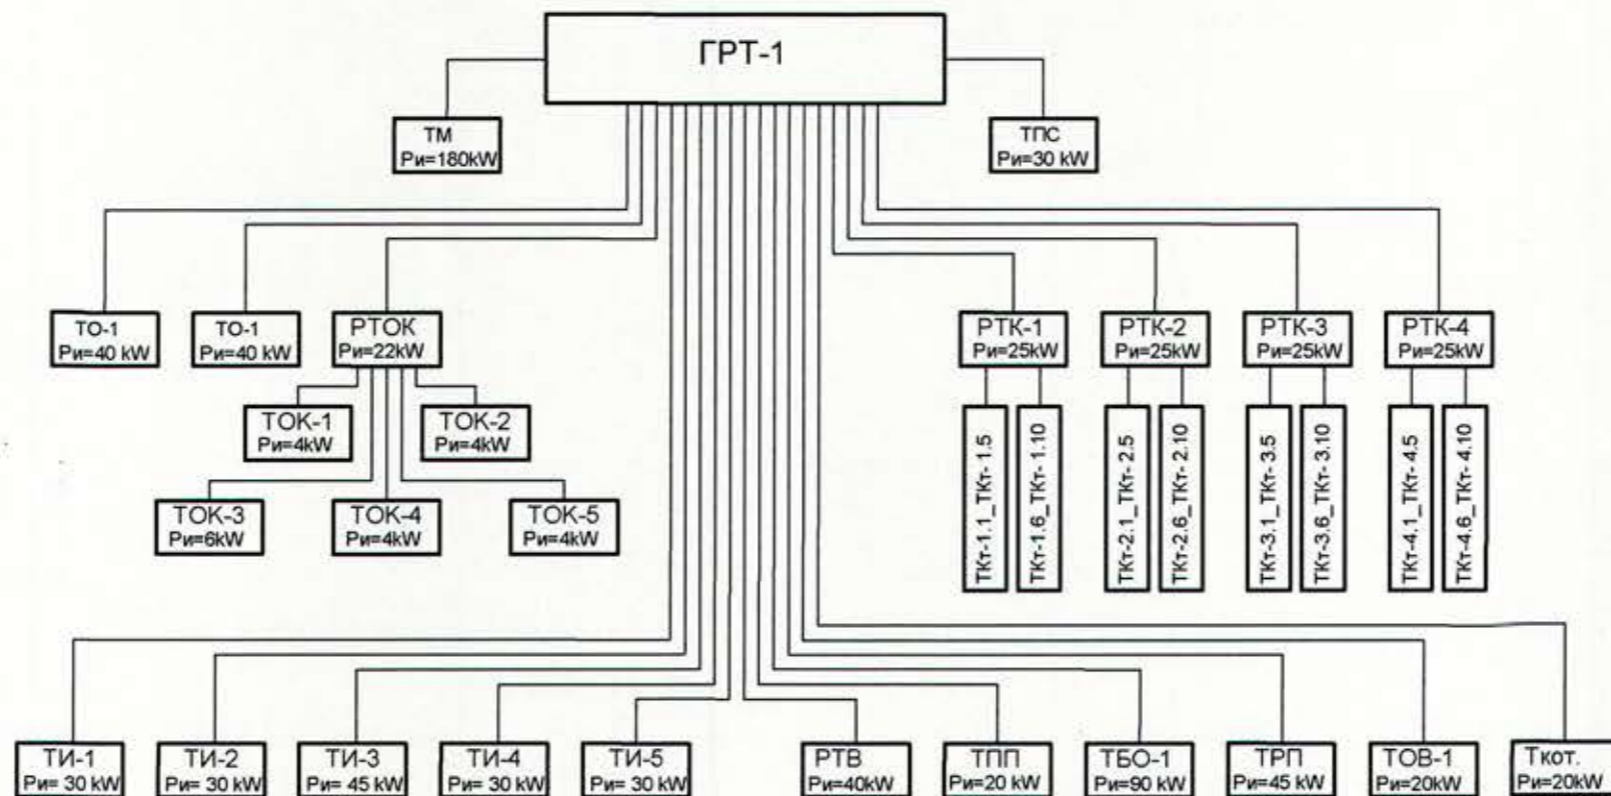 ГРТ-1
ТМ
Ри=180kW
ТПС
Ри=30 kW
ТО-1
Ри=40 kW
ТО-1
Ри=40 kW
РТОК
Ри=22kW
РТК-1
Ри=25kW
РТК-2
Ри=25kW
РТК-3
Ри=25kW
РТК-4
Ри=25kW
ТОК-1
Ри=4kW
ТОК-2
Ри=4kW
ТОК-3
Ри=6kW
ТОК-4
Ри=4kW
ТОК-5
Ри=4kW
ТКт-1.1_ТКт- 1.5
ТКт-1.6_ТКт- 1.10
ТКт-2.1_ТКт- 2.5
ТКт-2.6_ТКт- 2.10
ТКт-3.1_ТКт- 3.5
ТКт-3.6_ТКт- 3.10
ТКт-4.1_ТКт- 4.5
ТКт-4.6_ТКт- 4.10
ТИ-1
Ри= 30 kW
ТИ-2
Ри= 30 kW
ТИ-3
Ри= 45 kW
ТИ-4
Ри= 30 kW
ТИ-5
Ри= 30 kW
РТВ
Ри=40kW
ТПП
Ри=20 kW
ТБО-1
Ри=90 kW
ТРП
Ри=45 kW
ТОВ-1
Ри=20kW
Ткот.
Ри=20kW